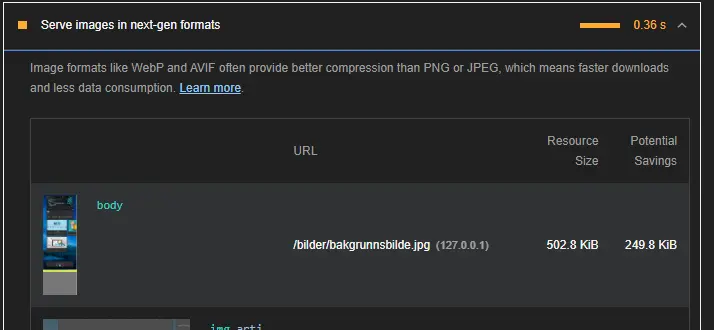 Serve images in next-gen formats
0.36 s
Image formats like WebP and AVIF often provide better compression than PNG or JPEG, which means faster downloads
and less data consumption. Learn more.
URL
Resource
Size
Potential
Savings
body
/bilder/bakgrunnsbilde.jpg (127.0.0.1)
502.8 KiB
249.8 KiB
img.arti